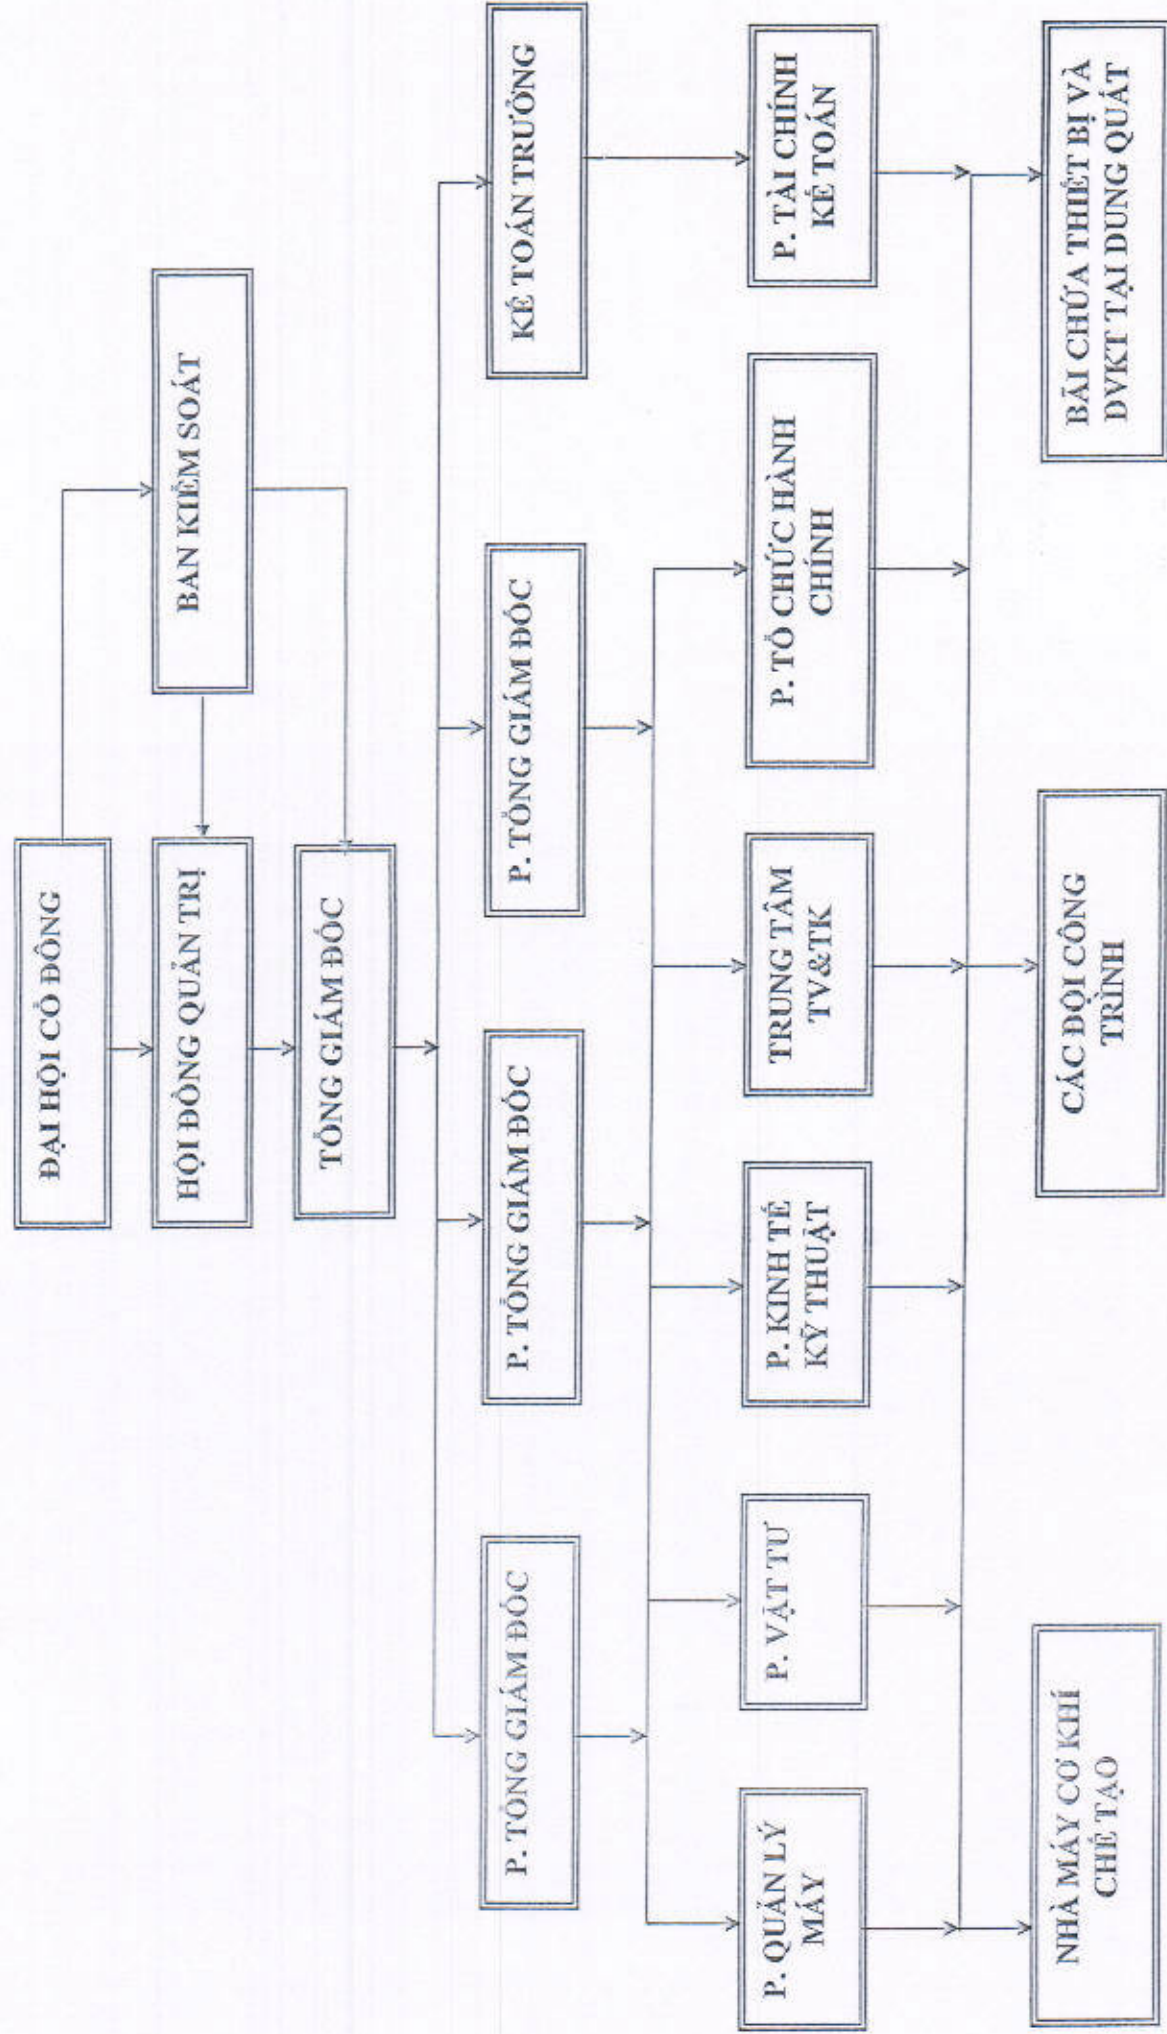 ĐẠI HỘI CỔ ĐÔNG
BAN KIỂM SOÁT
HỘI ĐỒNG QUẢN TRỊ
TỔNG GIÁM ĐỐC
P. TỔNG GIÁM ĐỐC
P. TỔNG GIÁM ĐỐC
P. TỔNG GIÁM ĐỐC
KẾ TOÁN TRƯỞNG
P. QUẢN LÝ
MÁY
P. VẬT TƯ
P. KINH TẾ
KỸ THUẬT
TRUNG TÂM
TV&TK
P. TỔ CHỨC HÀNH
CHÍNH
P. TÀI CHÍNH
KẾ TOÁN
NHÀ MÁY CƠ KHÍ
CHẾ TẠO
CÁC ĐỘI CÔNG
TRÌNH
BÃI CHỨA THIẾT BỊ VÀ
DVKT TẠI DUNG QUẤT